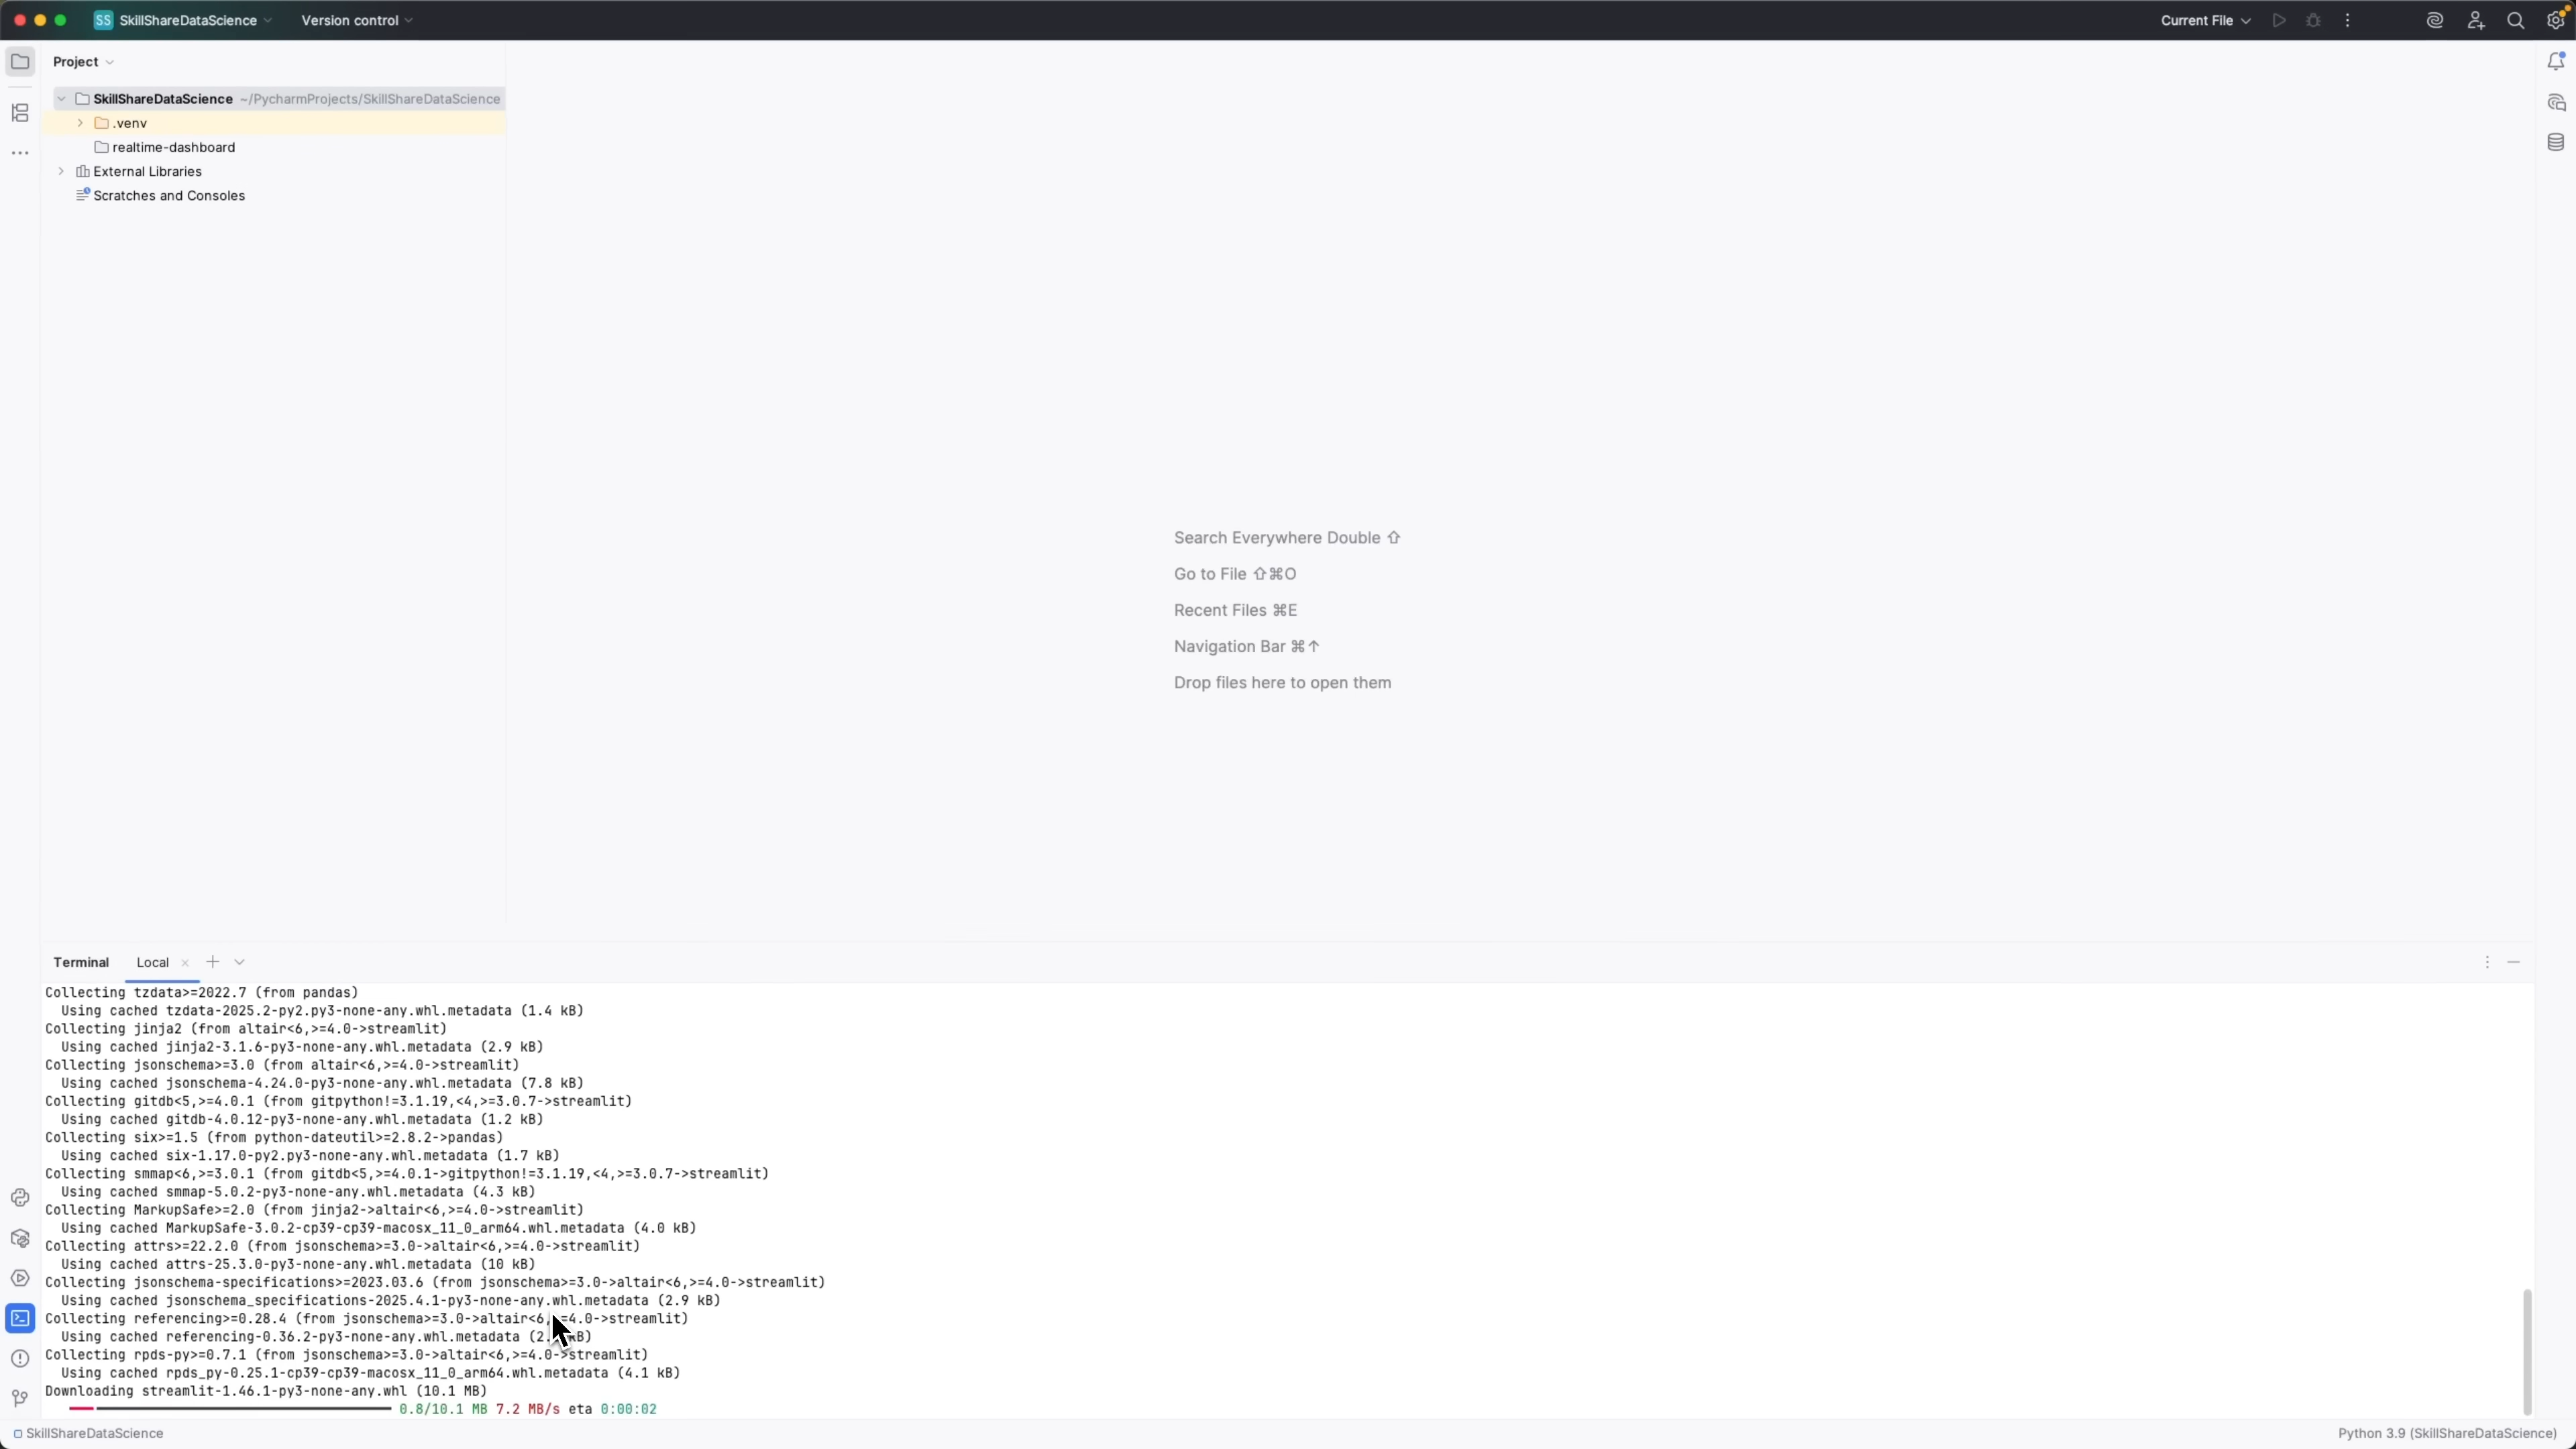 SS SkillShareDataScience Version control Current File
Project
SkillShareDataScience ~/PycharmProjects/SkillShareDataScience
.venv
realtime-dashboard
External Libraries
Scratches and Consoles
Search Everywhere Double ⇧
Go to File ⇧⌘O
Recent Files ⌘E
Navigation Bar ⌘↑
Drop files here to open them
Terminal Local
Collecting tzdata>=2022.7 (from pandas)
Using cached tzdata-2025.2-py2.py3-none-any.whl.metadata (1.4 kB)
Collecting jinja2 (from altair<6,>=4.0->streamlit)
Using cached jinja2-3.1.6-py3-none-any.whl.metadata (2.9 kB)
Collecting jsonschema>=3.0 (from altair<6,>=4.0->streamlit)
Using cached jsonschema-4.24.0-py3-none-any.whl.metadata (7.8 kB)
Collecting gitdb<5,>=4.0.1 (from gitpython!=3.1.19,<4,>=3.0.7->streamlit)
Using cached gitdb-4.0.12-py3-none-any.whl.metadata (1.2 kB)
Collecting six>=1.5 (from python-dateutil>=2.8.2->pandas)
Using cached six-1.17.0-py2.py3-none-any.whl.metadata (1.7 kB)
Collecting smmap<6,>=3.0.1 (from gitdb<5,>=4.0.1->gitpython!=3.1.19,<4,>=3.0.7->streamlit)
Using cached smmap-5.0.2-py3-none-any.whl.metadata (4.3 kB)
Collecting MarkupSafe>=2.0 (from jinja2->altair<6,>=4.0->streamlit)
Using cached MarkupSafe-3.0.2-cp39-cp39-macosx_11_0_arm64.whl.metadata (4.0 kB)
Collecting attrs>=22.2.0 (from jsonschema>=3.0->altair<6,>=4.0->streamlit)
Using cached attrs-25.3.0-py3-none-any.whl.metadata (10 kB)
Collecting jsonschema-specifications>=2023.03.6 (from jsonschema>=3.0->altair<6,>=4.0->streamlit)
Using cached jsonschema_specifications-2025.4.1-py3-none-any.whl.metadata (2.9 kB)
Collecting referencing>=0.28.4 (from jsonschema>=3.0->altair<6,>=4.0->streamlit)
Using cached referencing-0.36.2-py3-none-any.whl.metadata
Collecting rpds-py>=0.7.1 (from jsonschema>=3.0->altair<6,>=4.0->streamlit)
Using cached rpds_py-0.25.1-cp39-cp39-macosx_11_0_arm64.whl.metadata (4.1 kB)
Downloading streamlit-1.46.1-py3-none-any.whl (10.1 MB)
0.8/10.1 MB 7.2 MB/s eta 0:00:02
SkillShareDataScience Python 3.9 (SkillShareDataScience)